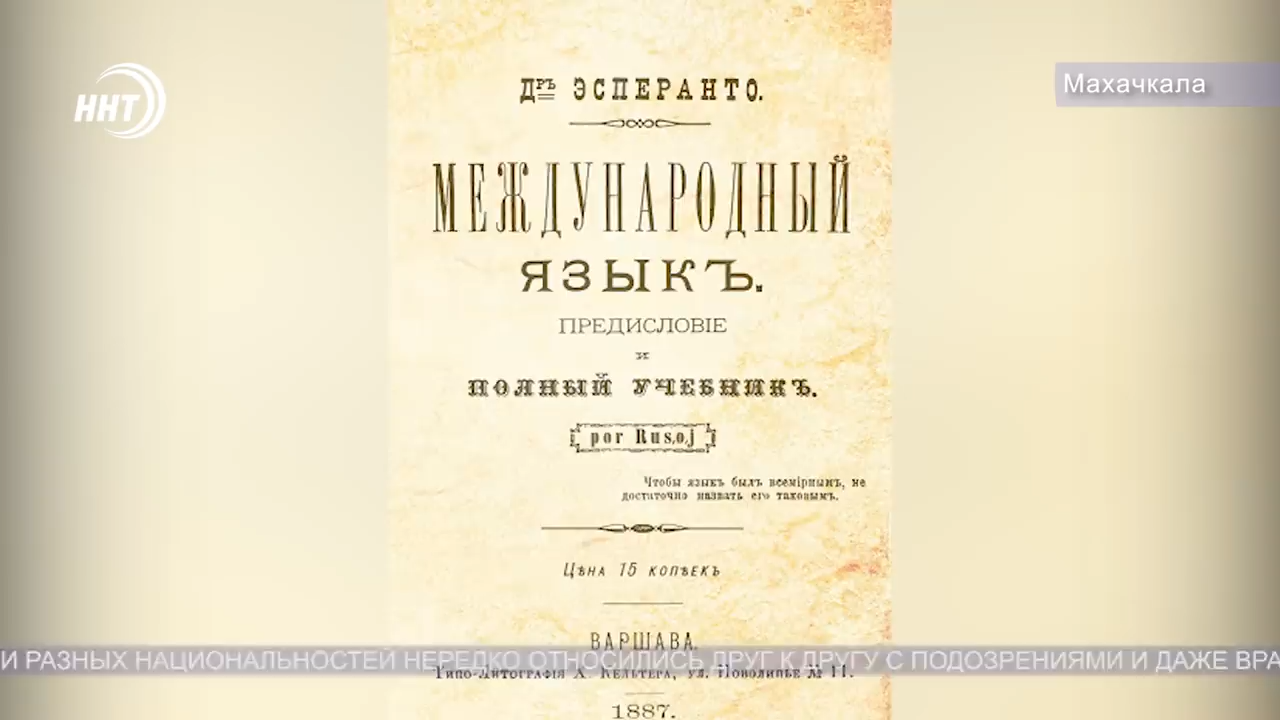 ННТ
Махачкала
Дръ ЭСПЕРАНТО.
МЕЖДУНАРОДНЫЙ
ЯЗЫКЪ.
ПРЕДИСЛОВІЕ
И
ПОЛНЫЙ УЧЕБНИКЪ.
por Rusoj
Чтобы языкъ былъ всемірнымъ, не
достаточно назвать его таковымъ.
Цѣна 15 копѣекъ
ВАРШАВА.
И РАЗНЫХ НАЦИОНАЛЬНОСТЕЙ НЕРЕДКО ОТНОСИЛИСЬ ДРУГ К ДРУГУ С ПОДОЗРЕНИЯМИ И ДАЖЕ ВРА
Типо-Литографія Х. Кельтера, ул. Новолипье № 11.
1887.